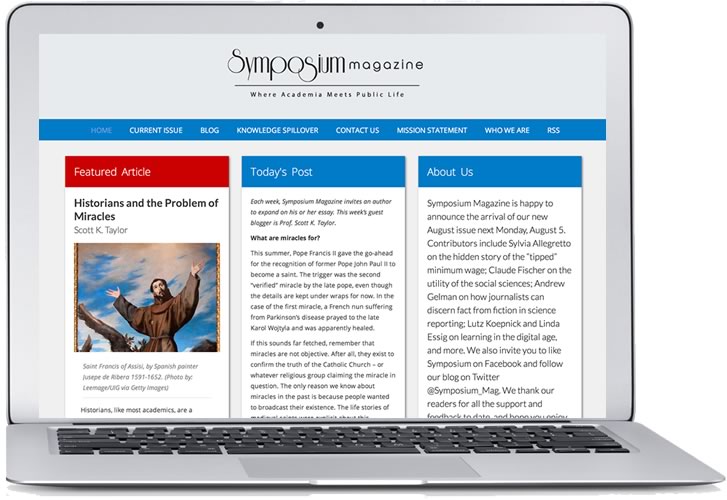 Symposium magazine
Where Academia Meets Public Life
HOME CURRENT ISSUE BLOG KNOWLEDGE SPILLOVER CONTACT US MISSION STATEMENT WHO WE ARE RSS
Featured Article
Historians and the Problem of
Miracles
Scott K. Taylor
Saint Francis of Assisi, by Spanish painter
Jusepe de Ribera 1591-1652. (Photo by:
Leemage/UIG via Getty Images)
Historians, like most academics, are a
Today's Post
Each week, Symposium Magazine invites an author
to expand on his or her essay. This week's guest
blogger is Prof. Scott K. Taylor.
What are miracles for?
This summer, Pope Francis II gave the go-ahead
for the recognition of former Pope John Paul II to
become a saint. The trigger was the second
"verified" miracle by the late pope, even though
the details are kept under wraps for now. In the
case of the first miracle, a French nun suffering
from Parkinson's disease prayed to the late
Karol Wojtyla and was apparently healed.
If this sounds far fetched, remember that
miracles are not objective. After all, they exist to
confirm the truth of the Catholic Church – or
whatever religious group claiming the miracle in
question. The only reason we know about
miracles in the past is because people wanted
to broadcast their existence. The life stories of
medieval saints were explicit about this
About Us
Symposium Magazine is happy to
announce the arrival of our new
August issue next Monday, August 5.
Contributors include Sylvia Allegretto
on the hidden story of the "tipped"
minimum wage; Claude Fischer on the
utility of the social sciences; Andrew
Gelman on how journalists can
discern fact from fiction in science
reporting; Lutz Koepnick and Linda
Essig on learning in the digital age,
and more. We also invite you to like
Symposium on Facebook and follow
our blog on Twitter
@Symposium_Mag. We thank our
readers for all the support and
feedback to date, and hope you enjoy